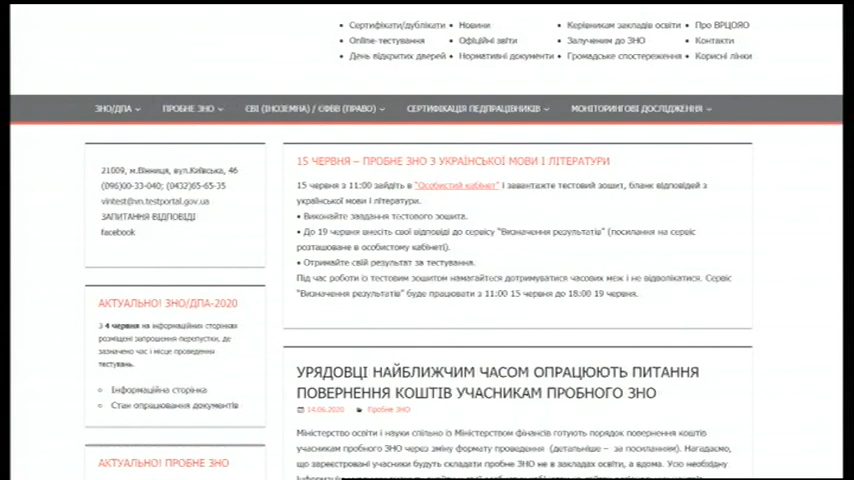 • Сертифікати/дублікати • Новини • Керівникам закладів освіти • Про ВРЦОЯО
• Online-тестування • Офіційні звіти • Залученим до ЗНО • Контакти
• День відкритих дверей • Нормативні документи • Громадське спостереження • Корисні лінки
ЗНО/ДПА ПРОБНЕ ЗНО ЄВІ (ІНОЗЕМНА) / ЄФВВ (ПРАВО) СЕРТИФІКАЦІЯ ПЕДПРАЦІВНИКІВ МОНІТОРИНГОВІ ДОСЛІДЖЕННЯ
21009, м.Вінниця, вул.Київська, 46
(096)00-33-040; (0432)65-65-35
vintest@vn.testportal.gov.ua
ЗАПИТАННЯ ВІДПОВІДІ
facebook
АКТУАЛЬНО! ЗНО/ДПА-2020
З 4 червня на інформаційних сторінках
розміщені запрошення-перепустки, де
зазначено час і місце проведення
тестувань.
Інформаційна сторінка
Стан опрацювання документів
АКТУАЛЬНО! ПРОБНЕ ЗНО
15 ЧЕРВНЯ – ПРОБНЕ ЗНО З УКРАЇНСЬКОЇ МОВИ І ЛІТЕРАТУРИ
15 червня з 11:00 зайдіть в "Особистий кабінет" і завантажте тестовий зошит, бланк відповідей з
української мови і літератури.
• Виконайте завдання тестового зошита.
• До 19 червня внесіть свої відповіді до сервісу "Визначення результатів" (посилання на сервіс
розташоване в особистому кабінеті).
• Отримайте свій результат за тестування.
Під час роботи із тестовим зошитом намагайтеся дотримуватися часових меж і не відволікатися. Сервіс
"Визначення результатів" буде працювати з 11:00 15 червня до 18:00 19 червня.
УРЯДОВЦІ НАЙБЛИЖЧИМ ЧАСОМ ОПРАЦЮЮТЬ ПИТАННЯ
ПОВЕРНЕННЯ КОШТІВ УЧАСНИКАМ ПРОБНОГО ЗНО
14.06.2020 Пробне ЗНО
Міністерство освіти і науки спільно із Міністерством фінансів готують порядок повернення коштів
учасникам пробного ЗНО через зміну формату проведення (детальніше – за посиланням). Нагадаємо,
що зареєстровані учасники будуть складати пробне ЗНО не в закладах освіти, а вдома. Усю необхідну